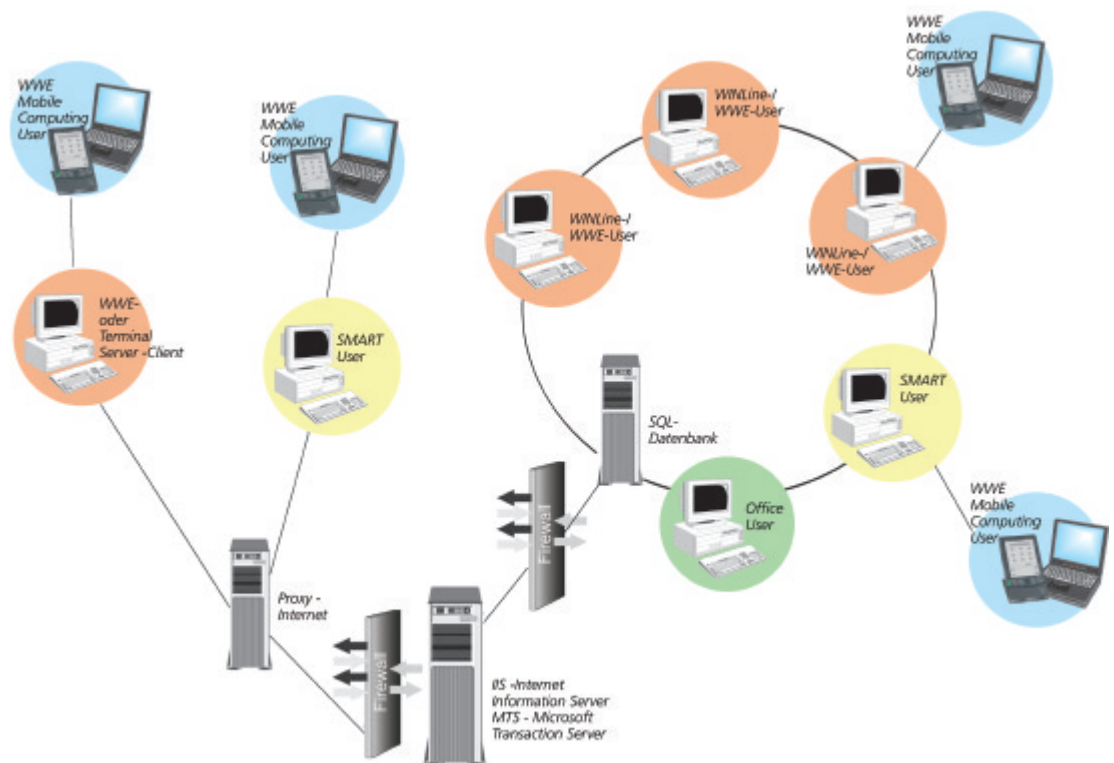 WWE
Mobile
Computing
User
WWE
Mobile
Computing
User
WINLine-/
WWE-User
WWE
Mobile
Computing
User
WINLine-/
WWE-User
WINLine-/
WWE-User
WWE-
oder
Terminal
Server -Client
SMART
User
SMART
User
SQL-
Datenbank
Office
User
WWE
Mobile
Computing
User
Firewall
Proxy -
Internet
Firewall
IIS -Internet
Information Server
MTS - Microsoft
Transaction Server